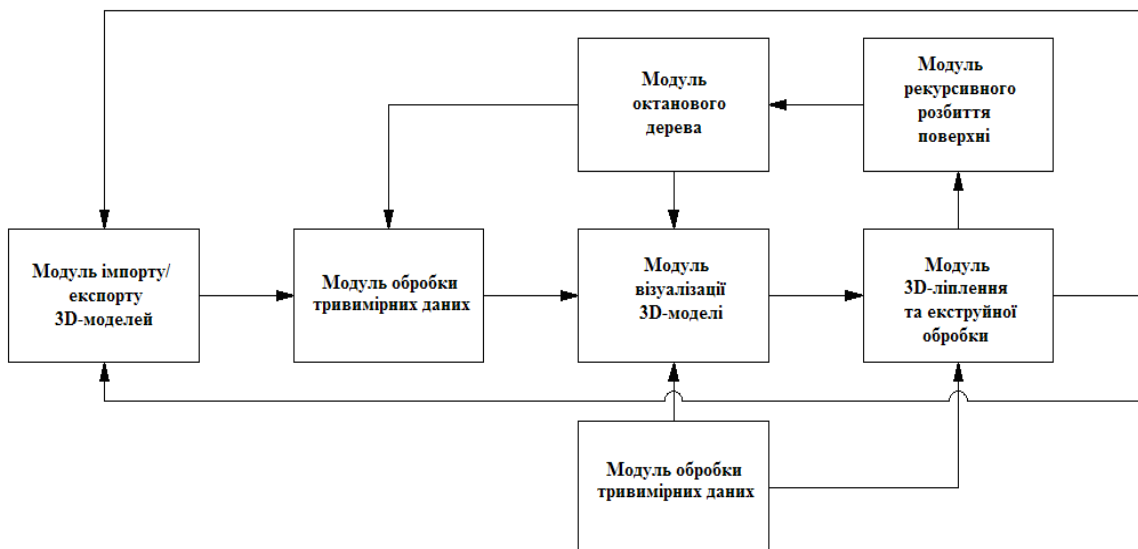 Модуль
октанового
дерева
Модуль
рекурсивного
розбиття
поверхні
Модуль імпорту/
експорту
3D-моделей
Модуль обробки
тривимірних даних
Модуль
візуалізації
3D-моделі
Модуль
3D-ліплення
та екструйної
обробки
Модуль обробки
тривимірних даних